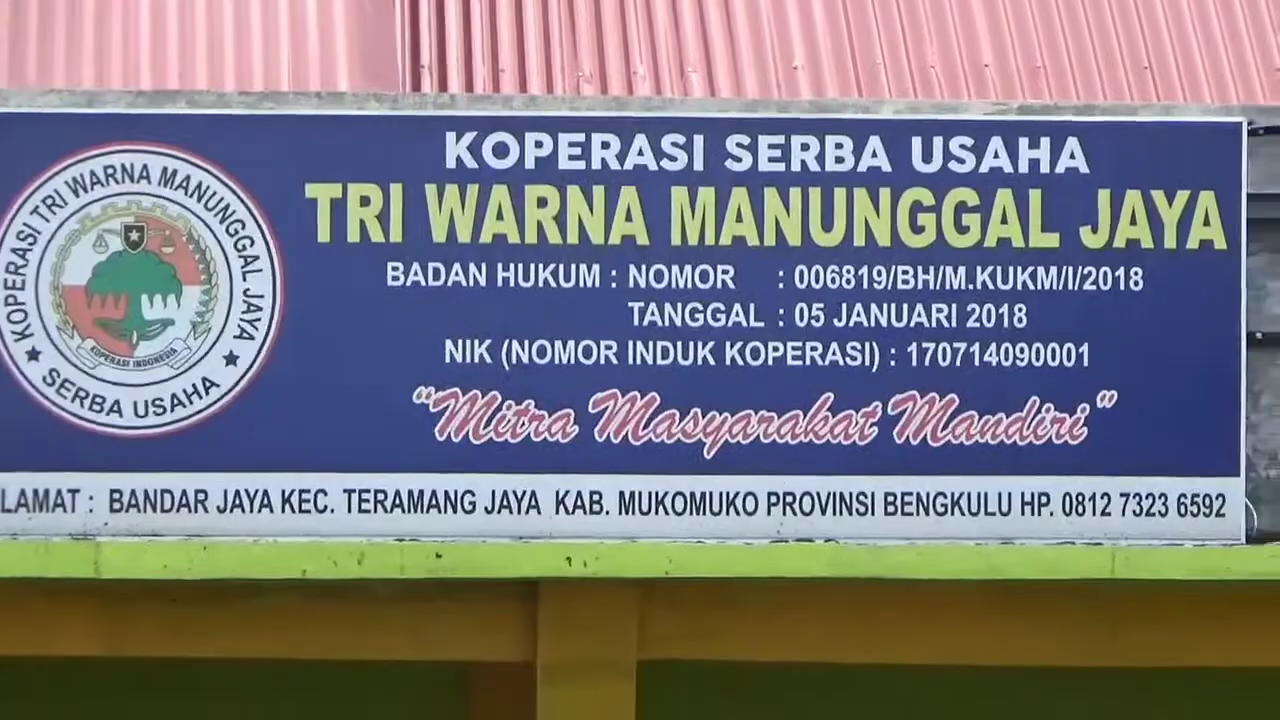 KOPERASI TRI WARNA MANUNGGAL JAYA
KOPERASI INDONESIA
SERBA USAHA
KOPERASI SERBA USAHA
TRI WARNA MANUNGGAL JAYA
BADAN HUKUM : NOMOR : 006819/BH/M.KUKM/I/2018
TANGGAL : 05 JANUARI 2018
NIK (NOMOR INDUK KOPERASI) : 170714090001
"Mitra Masyarakat Mandiri"
LAMAT : BANDAR JAYA KEC. TERAMANG JAYA KAB. MUKOMUKO PROVINSI BENGKULU HP. 0812 7323 6592